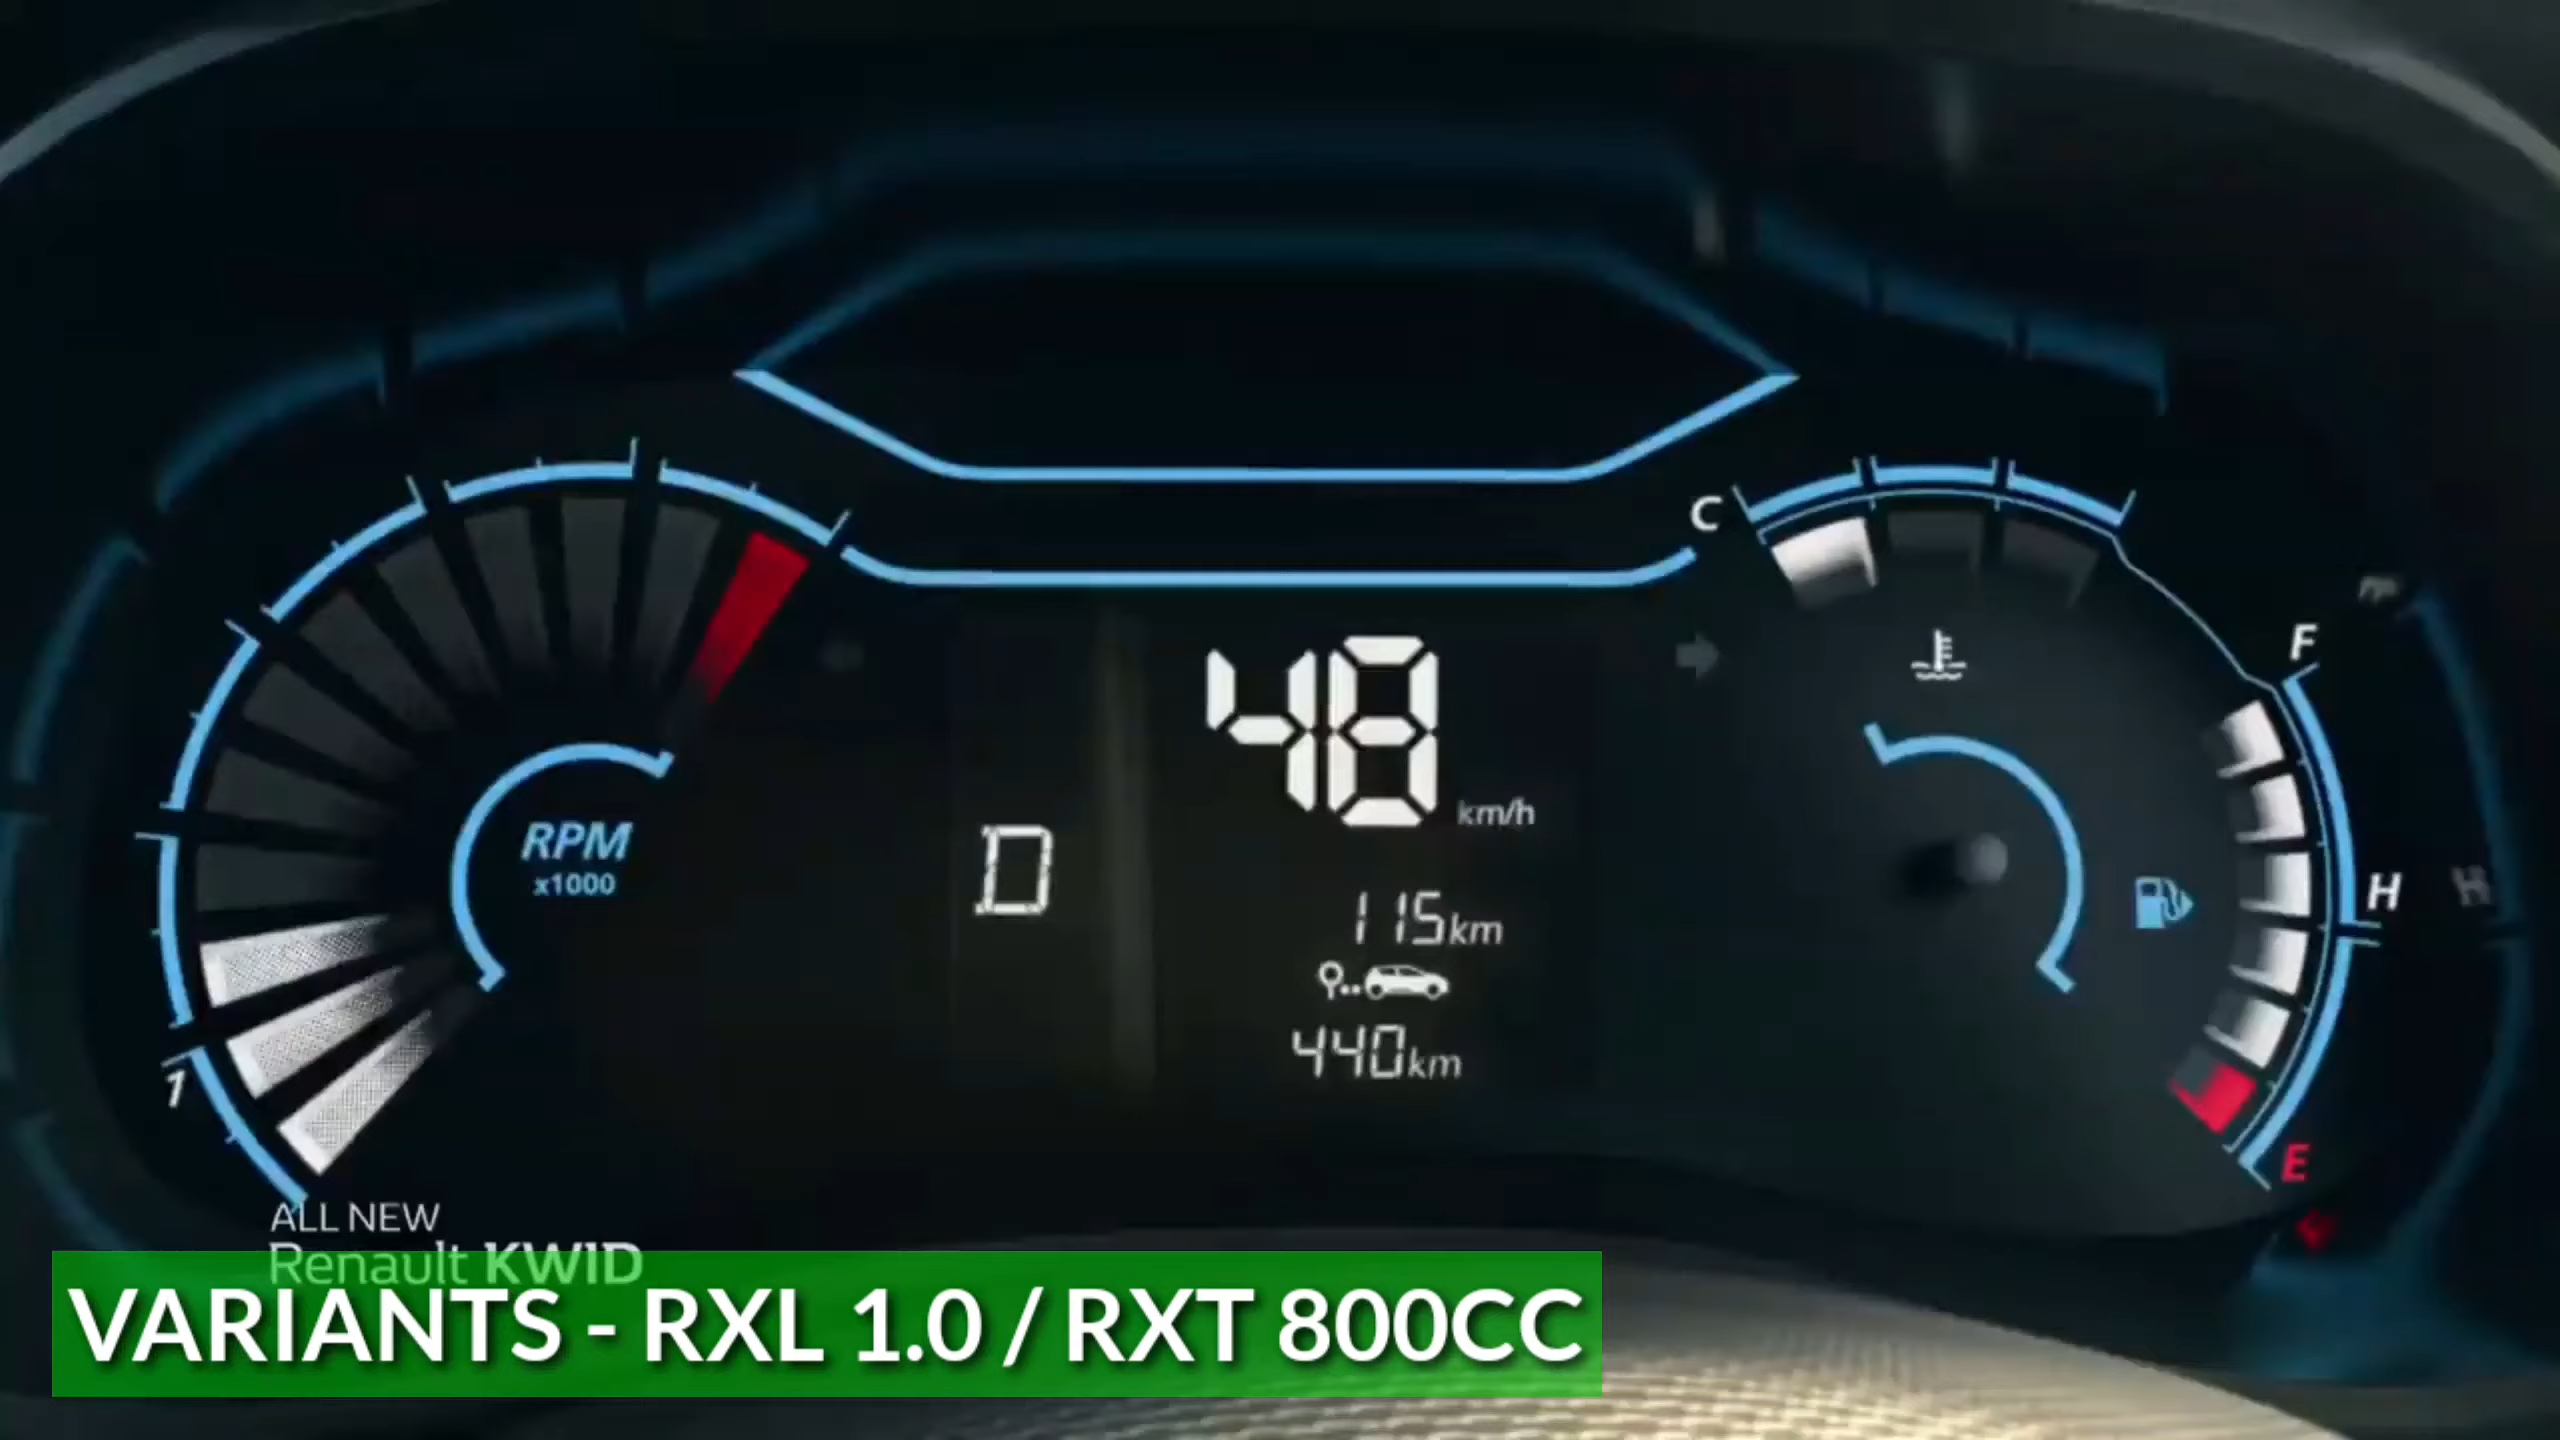 C
F
48
km/h
RPM
x1000
D
H
H
115km
440km
1
E
ALL NEW
Renault KWID
VARIANTS - RXL 1.0 / RXT 800CC